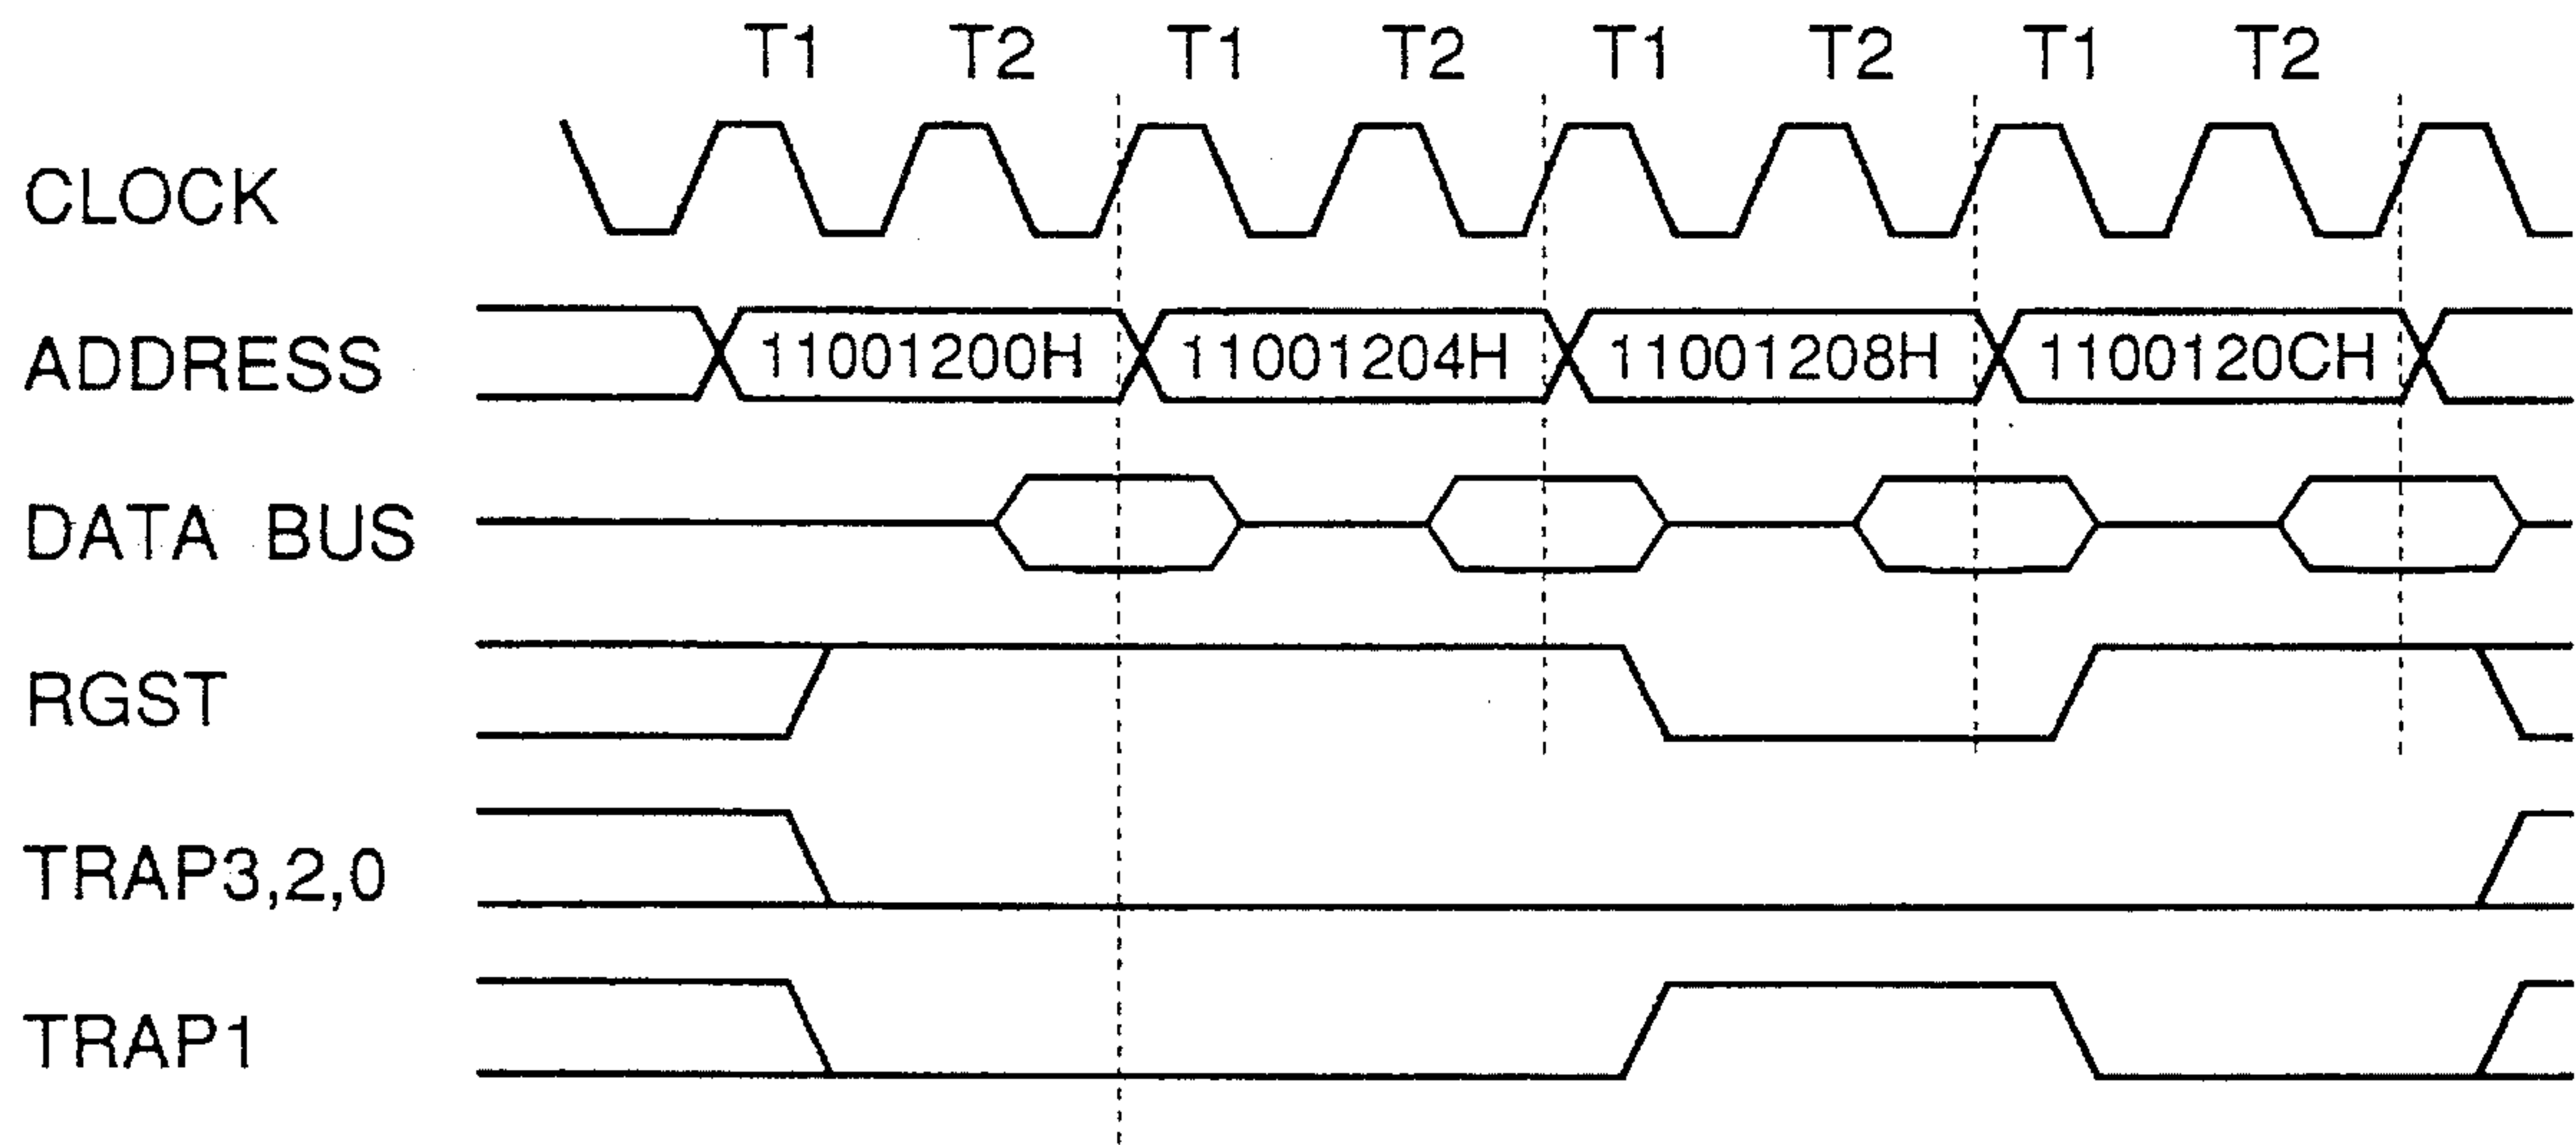 T1 T2 T1 T2 T1 T2 T1 T2
CLOCK
ADDRESS 11001200H 11001204H 11001208H 1100120CH
DATA BUS
RGST
TRAP3,2,0
TRAP1